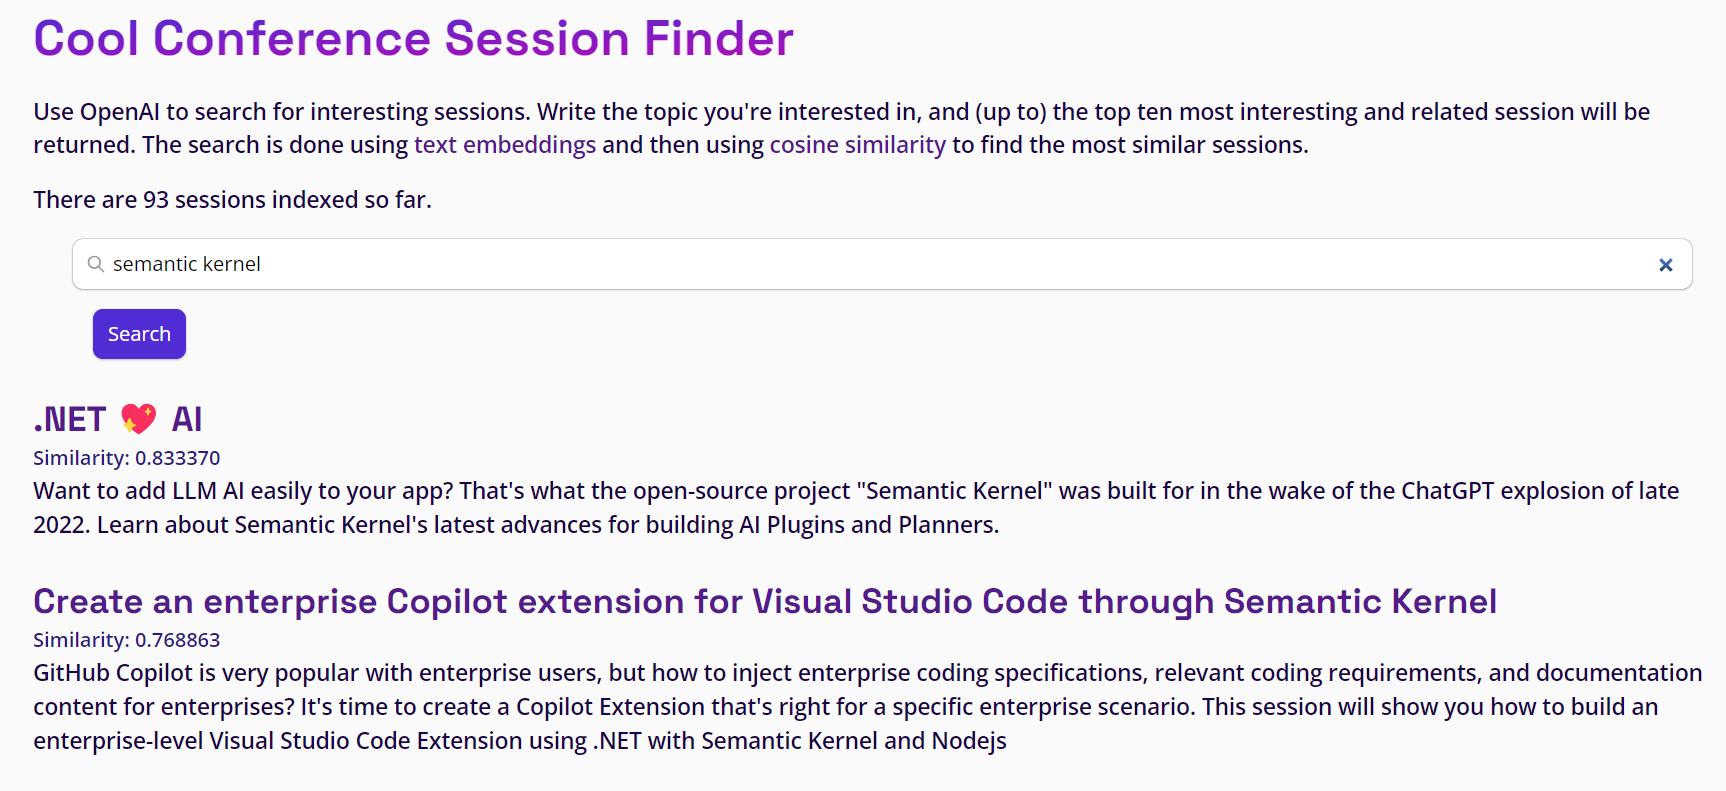 Cool Conference Session Finder
Use OpenAI to search for interesting sessions. Write the topic you're interested in, and (up to) the top ten most interesting and related session will be
returned. The search is done using text embeddings and then using cosine similarity to find the most similar sessions.
There are 93 sessions indexed so far.
semantic kernel
Search
.NET 💖 AI
Similarity: 0.833370
Want to add LLM AI easily to your app? That's what the open-source project "Semantic Kernel" was built for in the wake of the ChatGPT explosion of late
2022. Learn about Semantic Kernel's latest advances for building AI Plugins and Planners.
Create an enterprise Copilot extension for Visual Studio Code through Semantic Kernel
Similarity: 0.768863
GitHub Copilot is very popular with enterprise users, but how to inject enterprise coding specifications, relevant coding requirements, and documentation
content for enterprises? It's time to create a Copilot Extension that's right for a specific enterprise scenario. This session will show you how to build an
enterprise-level Visual Studio Code Extension using .NET with Semantic Kernel and Nodejs